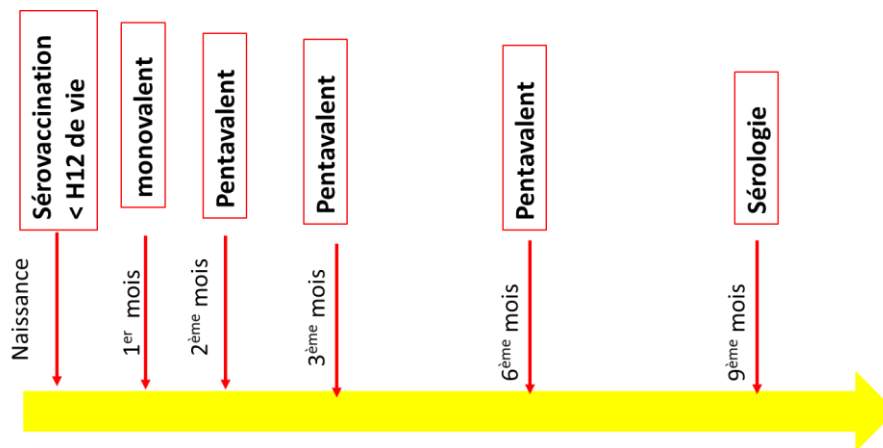 Sérovaccination
< H12 de vie
monovalent
Pentavalent
Pentavalent
Pentavalent
Sérologie
Naissance
1er mois
2ème mois
3ème mois
6ème mois
9ème mois